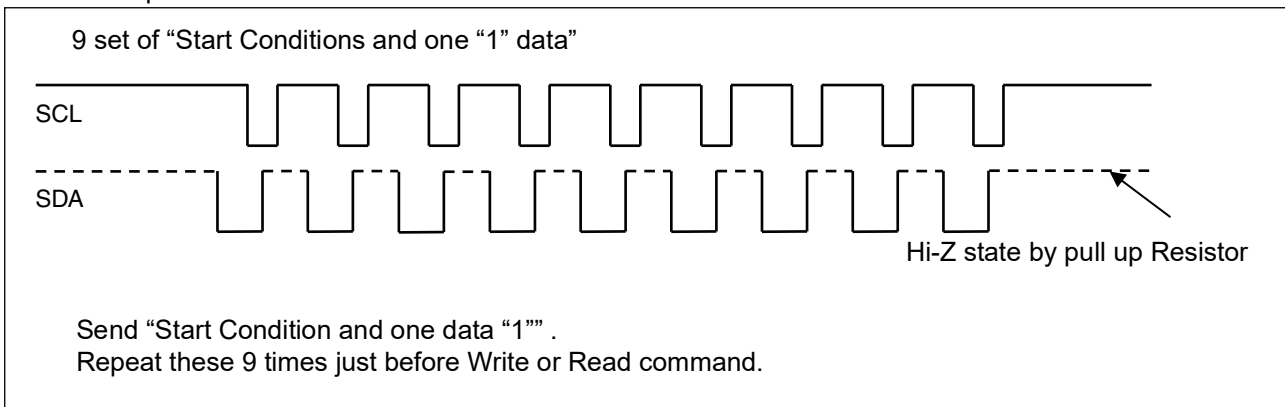 9 set of “Start Conditions and one “1” data”
SCL
SDA
Hi-Z state by pull up Resistor
Send “Start Condition and one data “1”” .
Repeat these 9 times just before Write or Read command.